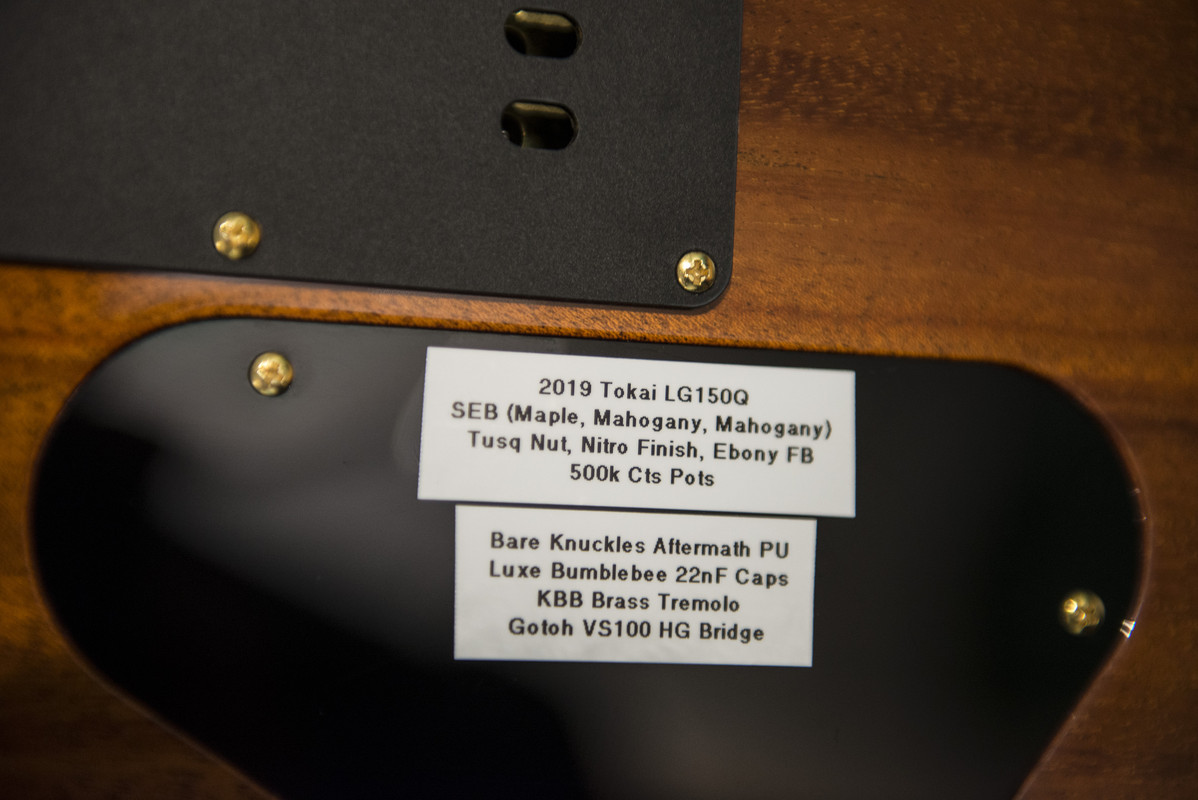 2019 Tokai LG150Q
SEB (Maple, Mahogany, Mahogany)
Tusq Nut, Nitro Finish, Ebony FB
500k Cts Pots
Bare Knuckles Aftermath PU
Luxe Bumblebee 22nF Caps
KBB Brass Tremolo
Gotoh VS100 HG Bridge